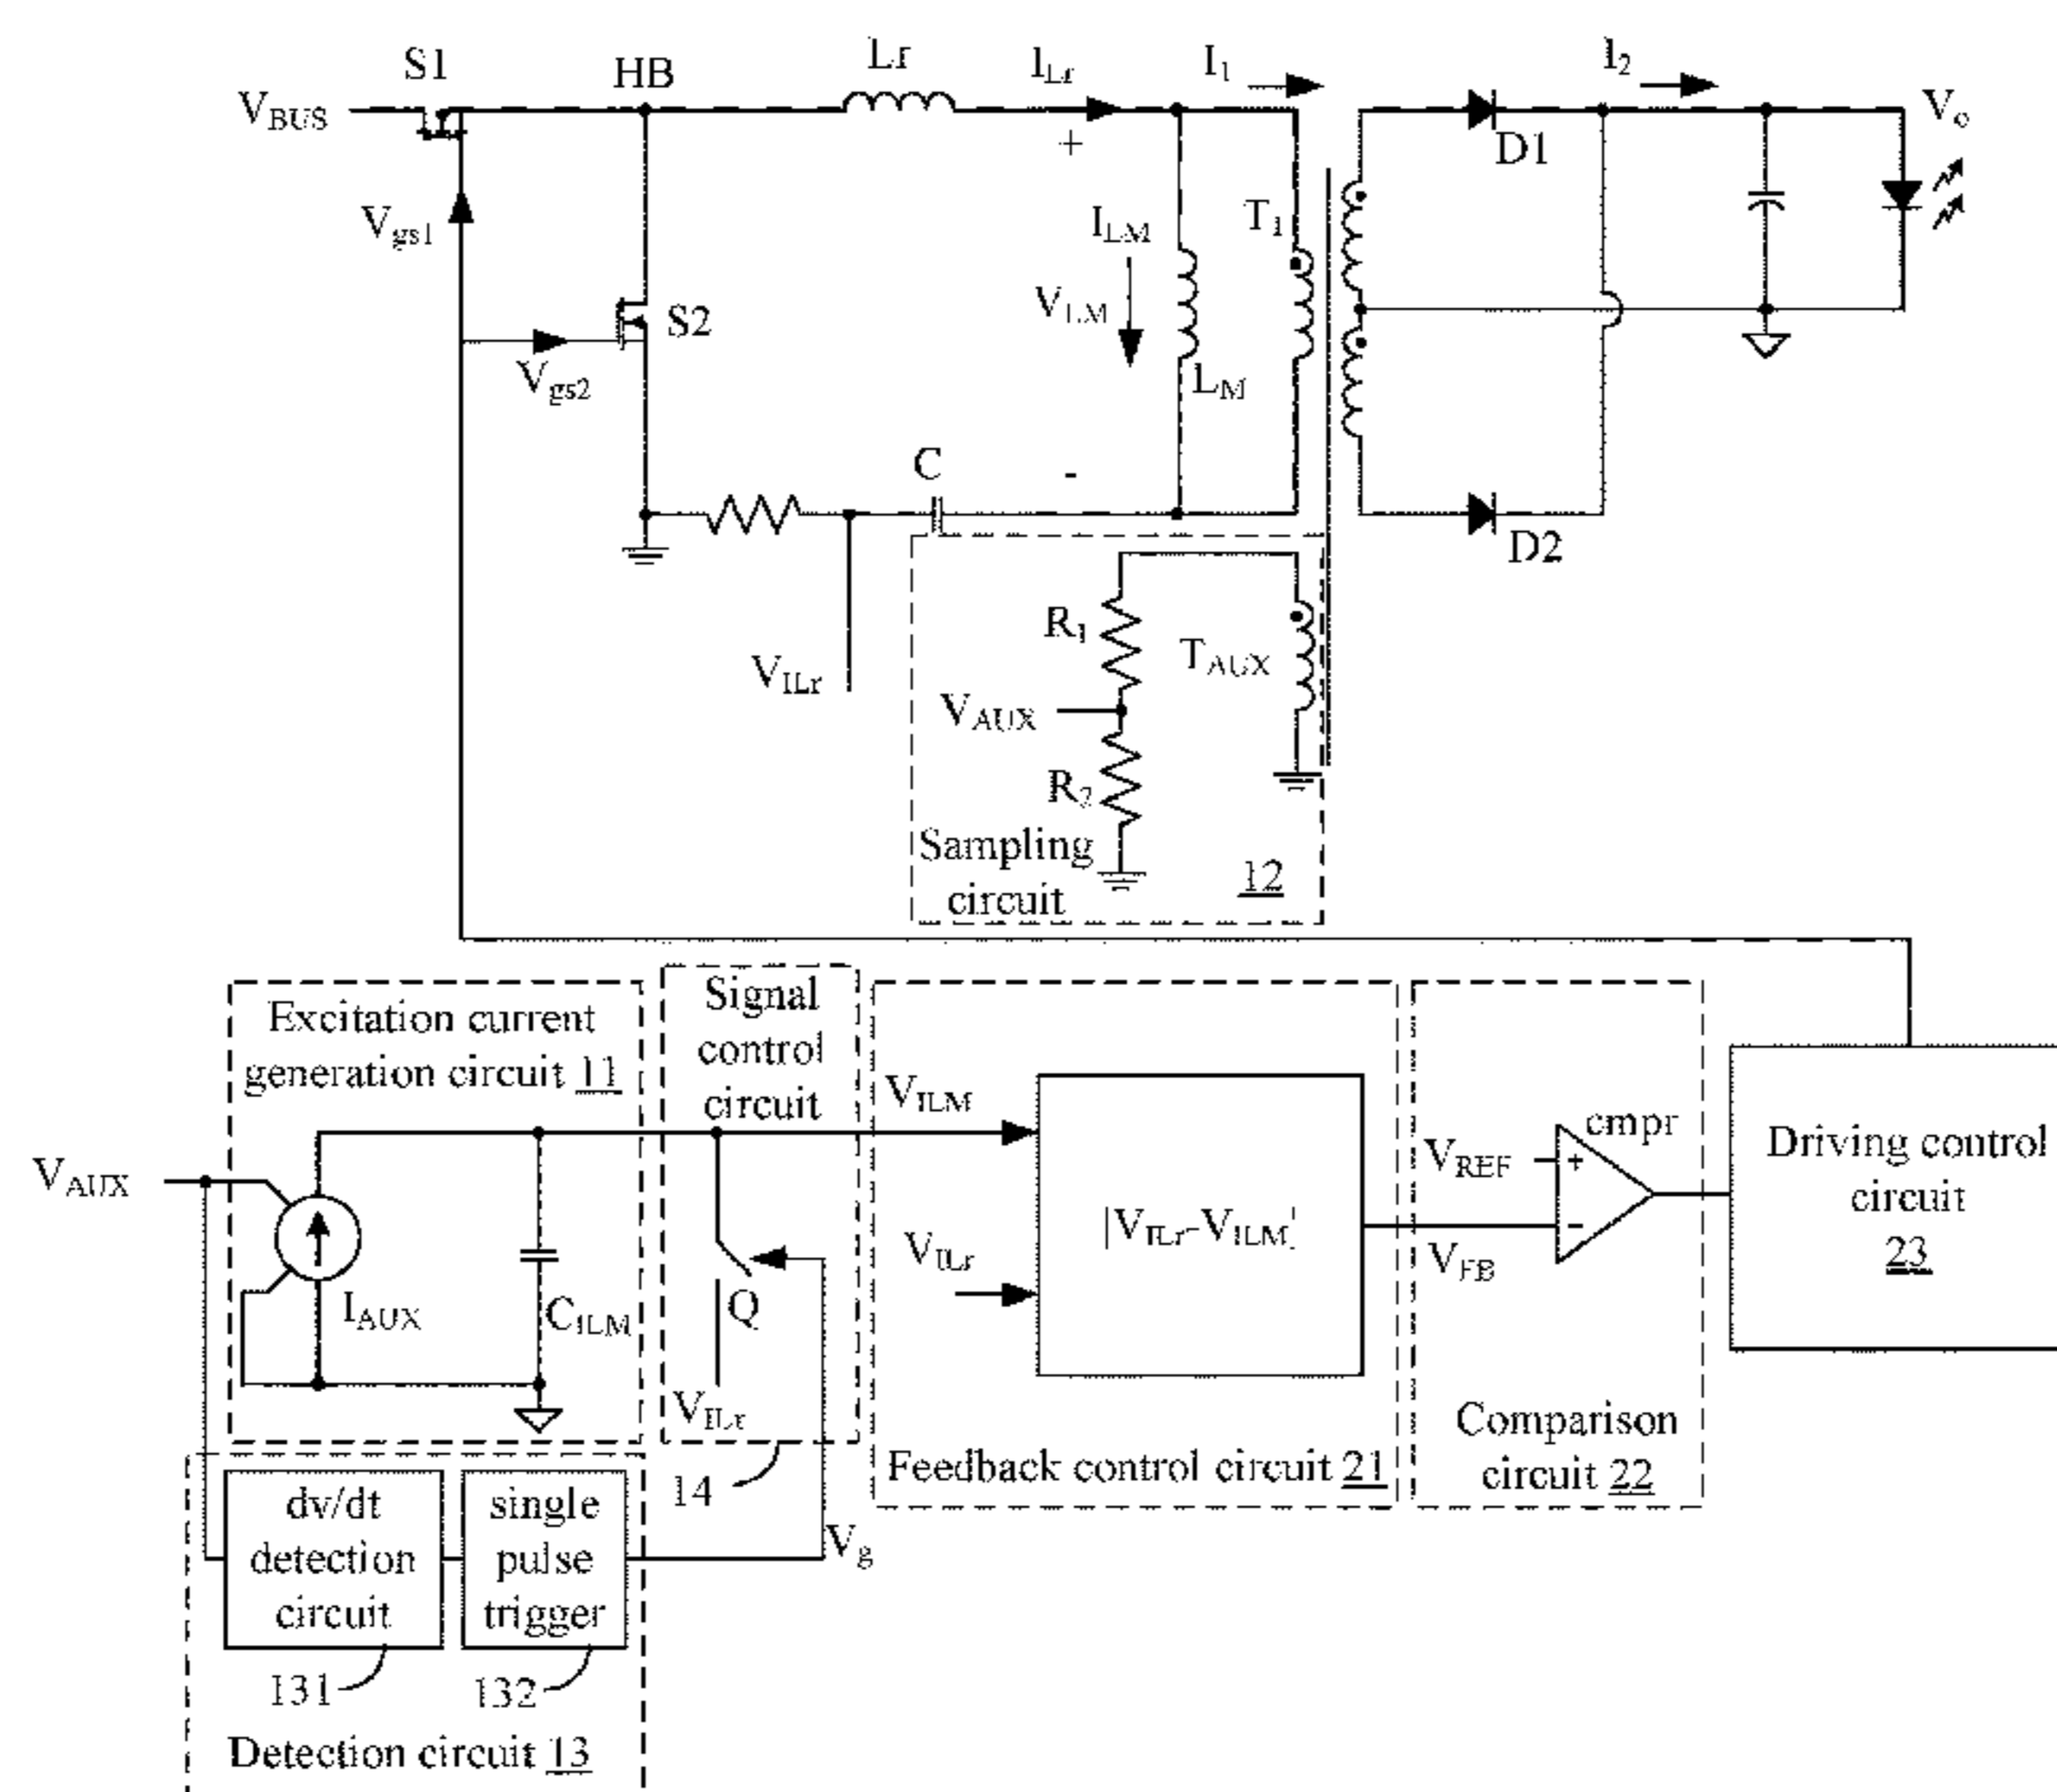 S1
HB
Lr
ILr
I1
I2
VBUS
Vo
D1
+
Vgs1
T1
ILM
VLM
S2
Vgs2
LM
C
-
D2
R1
TAUX
VILr
VAUX
R2
Sampling
circuit
12
Excitation current
generation circuit 11
Signal
control
circuit
VILM
cmpr
VREF
+
Driving control
circuit
23
VAUX
|VILr-VILM|
VILr
-
VFB
IAUX
CILM
Q
VILr
Comparison
circuit 22
Feedback control circuit 21
14
dv/dt
detection
circuit
single
pulse
trigger
Vg
131
132
Detection circuit 13